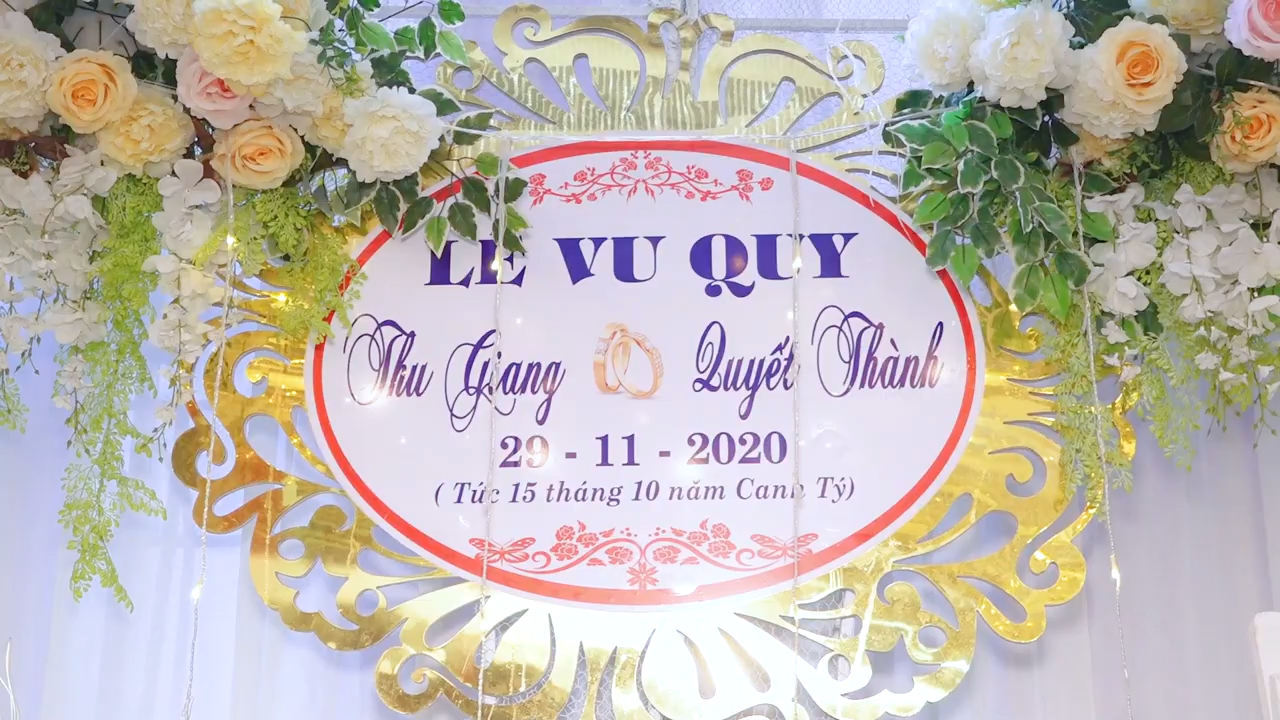 LE VU QUY
Thu Giang Quyết Thành
29 - 11 - 2020
( Tức 15 tháng 10 năm Canh Tý)